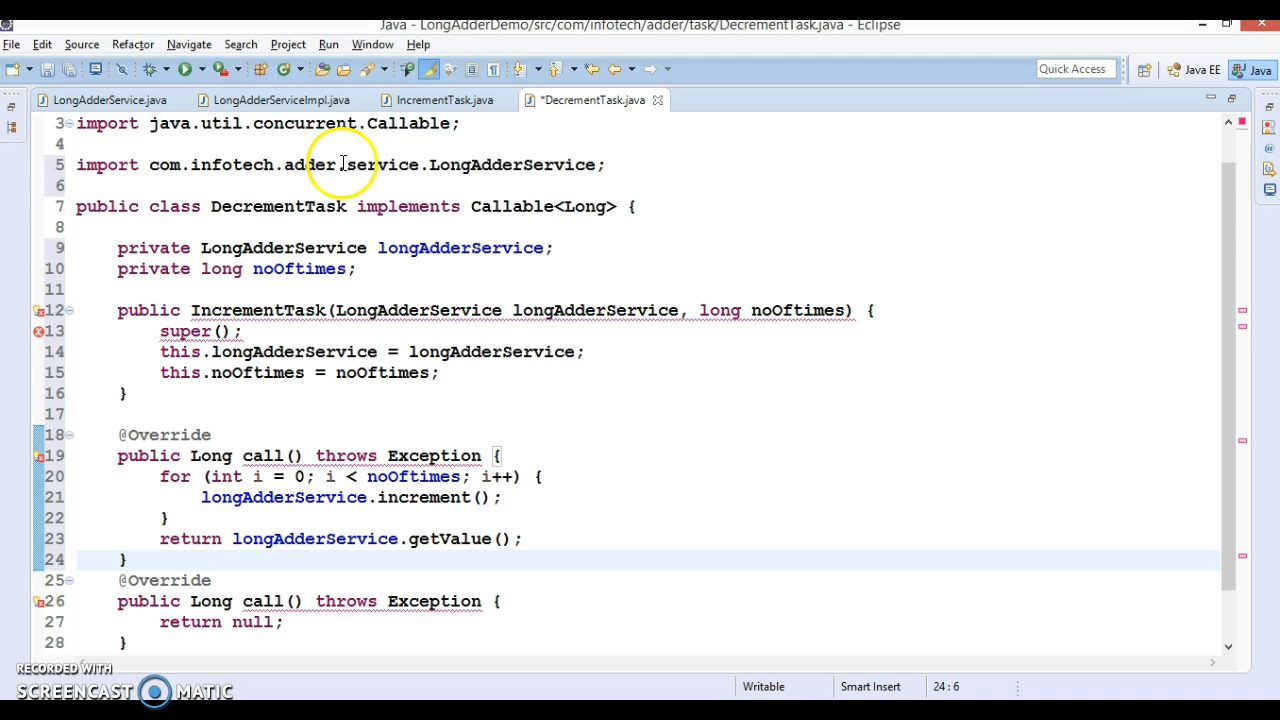 Java - LongAdderDemo/src/com/infotech/adder/task/DecrementTask.java - Eclipse
File Edit Source Refactor Navigate Search Project Run Window Help
Quick Access Java EE Java
LongAdderService.java LongAdderServiceImpl.java IncrementTask.java *DecrementTask.java
3 import java.util.concurrent.Callable;
4
5 import com.infotech.adder.service.LongAdderService;
6
7 public class DecrementTask implements Callable<Long> {
8
9 private LongAdderService longAdderService;
10 private long noOftimes;
11
12 public IncrementTask(LongAdderService longAdderService, long noOftimes) {
13 super();
14 this.longAdderService = longAdderService;
15 this.noOftimes = noOftimes;
16 }
17
18 @Override
19 public Long call() throws Exception {
20 for (int i = 0; i < noOftimes; i++) {
21 longAdderService.increment();
22 }
23 return longAdderService.getValue();
24 }
25 @Override
26 public Long call() throws Exception {
27 return null;
28 }
RECORDED WITH
SCREENCAST MATIC
Writable Smart Insert 24 : 6